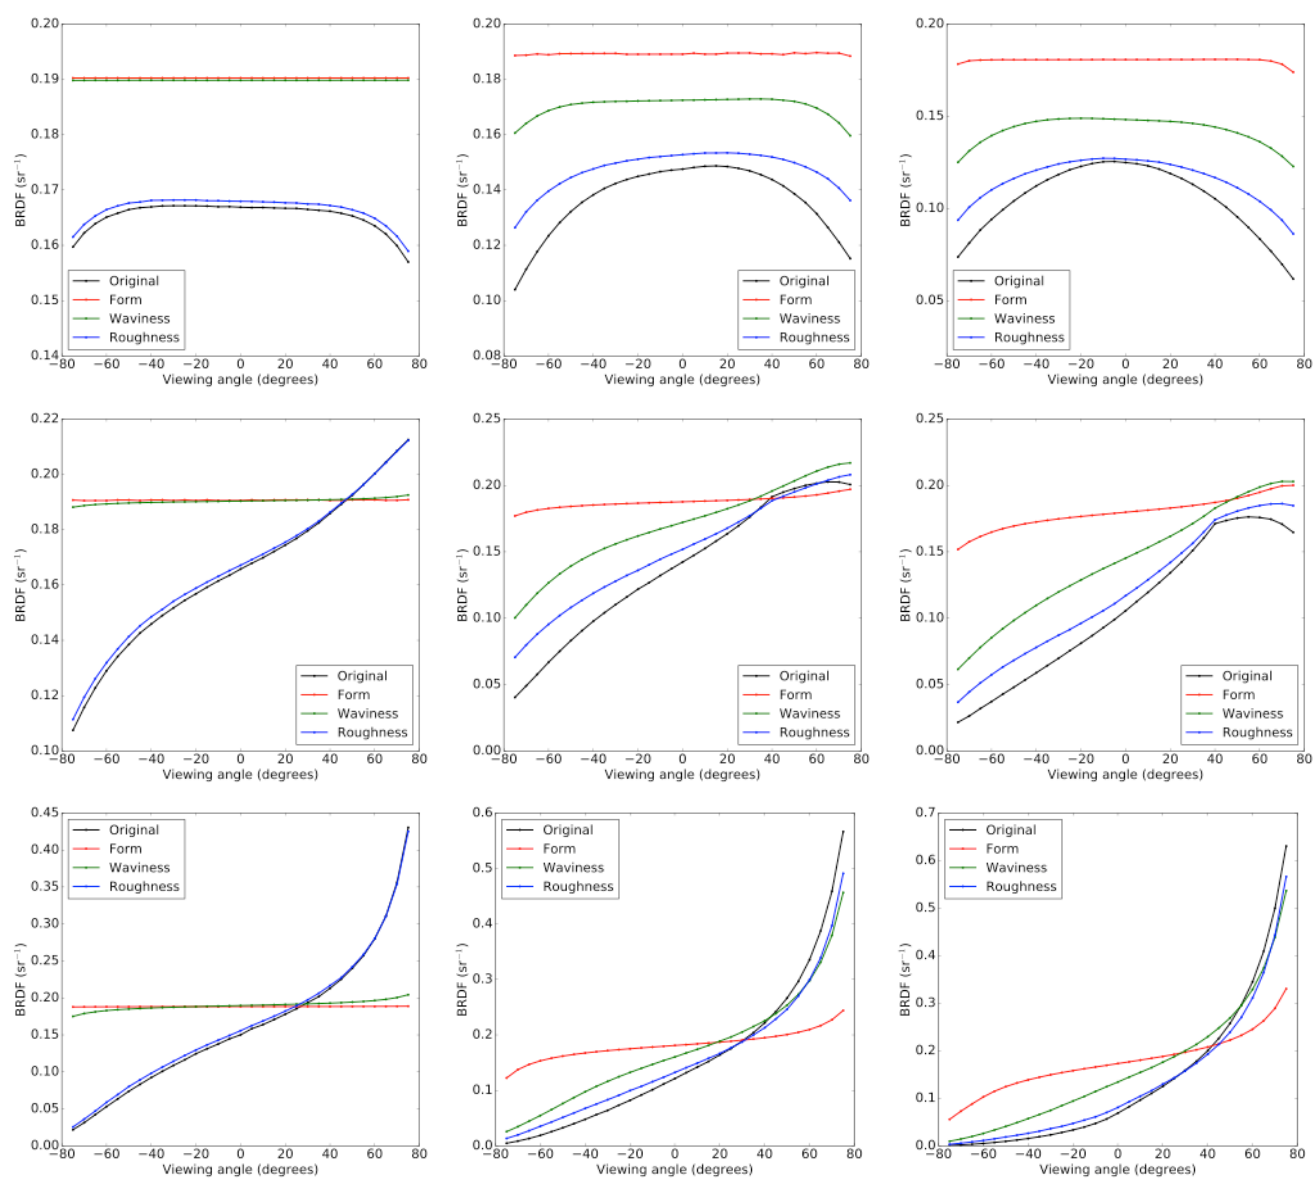 0.20
0.19
0.18
0.17
0.16
0.15
0.14
BRDF (sr⁻¹)
Original
Form
Waviness
Roughness
−80 −60 −40 −20 0 20 40 60 80
Viewing angle (degrees)
0.20
0.18
0.16
0.14
0.12
0.10
0.08
BRDF (sr⁻¹)
Original
Form
Waviness
Roughness
−80 −60 −40 −20 0 20 40 60 80
Viewing angle (degrees)
0.20
0.15
0.10
0.05
BRDF (sr⁻¹)
Original
Form
Waviness
Roughness
−80 −60 −40 −20 0 20 40 60 80
Viewing angle (degrees)
0.22
0.20
0.18
0.16
0.14
0.12
0.10
BRDF (sr⁻¹)
Original
Form
Waviness
Roughness
−80 −60 −40 −20 0 20 40 60 80
Viewing angle (degrees)
0.25
0.20
0.15
0.10
0.05
0.00
BRDF (sr⁻¹)
Original
Form
Waviness
Roughness
−80 −60 −40 −20 0 20 40 60 80
Viewing angle (degrees)
0.25
0.20
0.15
0.10
0.05
0.00
BRDF (sr⁻¹)
Original
Form
Waviness
Roughness
−80 −60 −40 −20 0 20 40 60 80
Viewing angle (degrees)
0.45
0.40
0.35
0.30
0.25
0.20
0.15
0.10
0.05
0.00
BRDF (sr⁻¹)
Original
Form
Waviness
Roughness
−80 −60 −40 −20 0 20 40 60 80
Viewing angle (degrees)
0.6
0.5
0.4
0.3
0.2
0.1
0.0
BRDF (sr⁻¹)
Original
Form
Waviness
Roughness
−80 −60 −40 −20 0 20 40 60 80
Viewing angle (degrees)
0.7
0.6
0.5
0.4
0.3
0.2
0.1
0.0
BRDF (sr⁻¹)
Original
Form
Waviness
Roughness
−80 −60 −40 −20 0 20 40 60 80
Viewing angle (degrees)